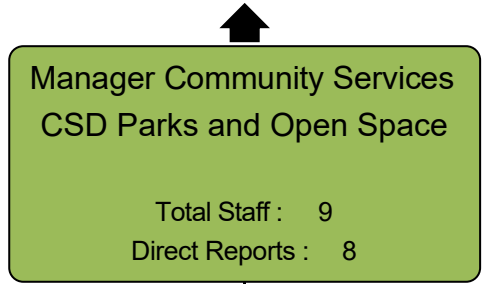 Manager Community Services
CSD Parks and Open Space
Total Staff : 9
Direct Reports : 8